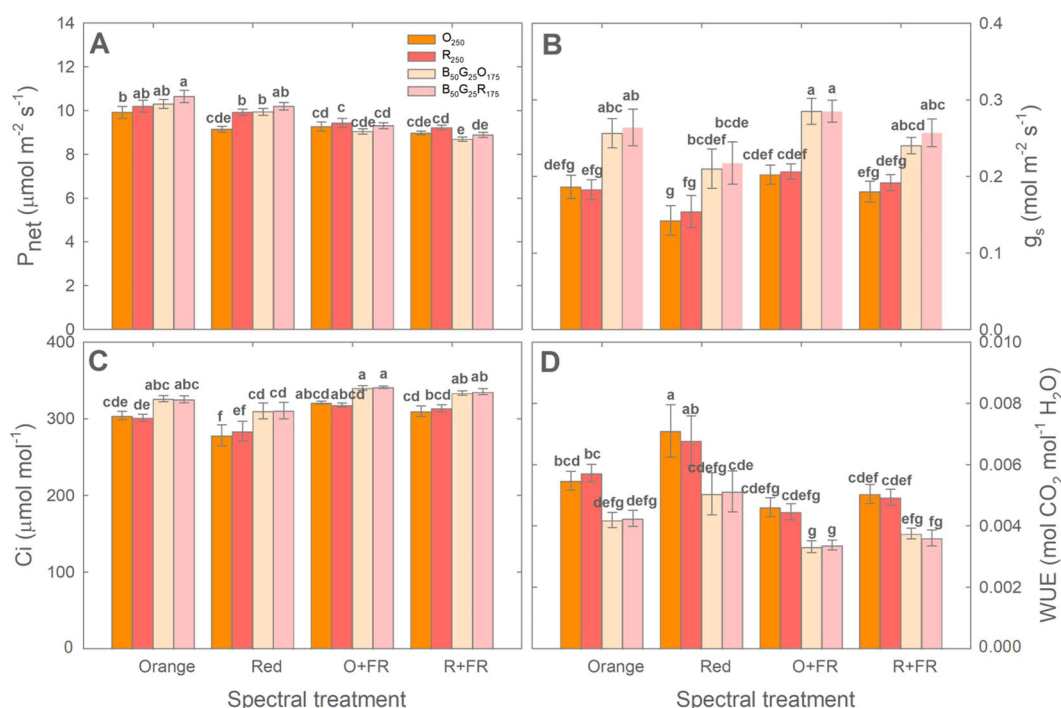 A
P_net (μmol m⁻² s⁻¹)
14
12
10
8
6
4
2
0
O₂₅₀
R₂₅₀
B₅₀G₂₅O₁₇₅
B₅₀G₂₅R₁₇₅
b ab ab a
cde b b ab
cde c cde cde
cde cd e de
B
g_s (mol m⁻² s⁻¹)
0.4
0.3
0.2
0.1
0.0
defg efg abc ab
g fg bcdef bcde
cdef cdef a a
efg defg abcd abc
C
Ci (μmol mol⁻¹)
400
300
200
100
0
cde de abc abc
f ef cd cd
abcd abcd a a
cd bcd ab ab
Orange Red O+FR R+FR
Spectral treatment
D
WUE (mol CO₂ mol⁻¹ H₂O)
0.010
0.008
0.006
0.004
0.002
0.000
bcd bc defg defg
a ab cdefg cde
cdefg cdefg g g
cdef cdef efg fg
Orange Red O+FR R+FR
Spectral treatment